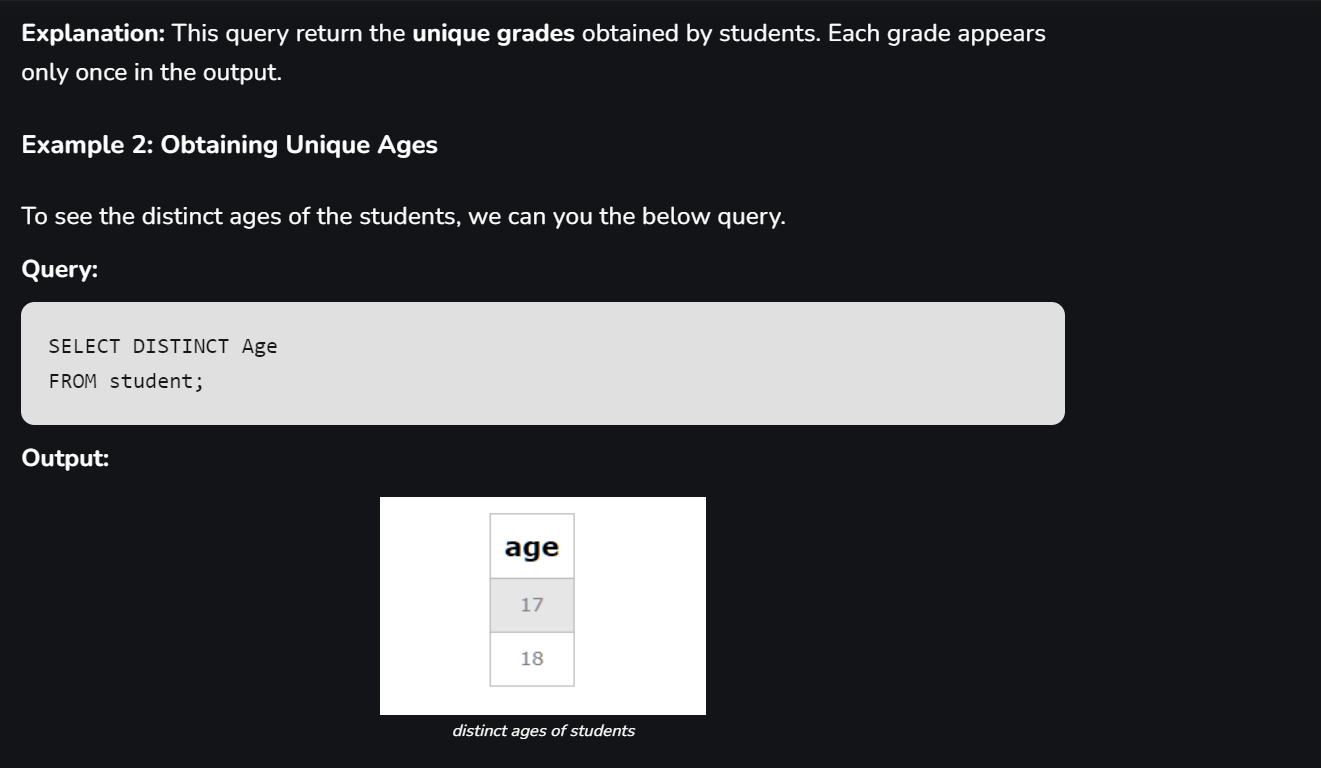 Explanation: This query return the unique grades obtained by students. Each grade appears
only once in the output.
Example 2: Obtaining Unique Ages
To see the distinct ages of the students, we can you the below query.
Query:
SELECT DISTINCT Age
FROM student;
Output:
age
17
18
distinct ages of students